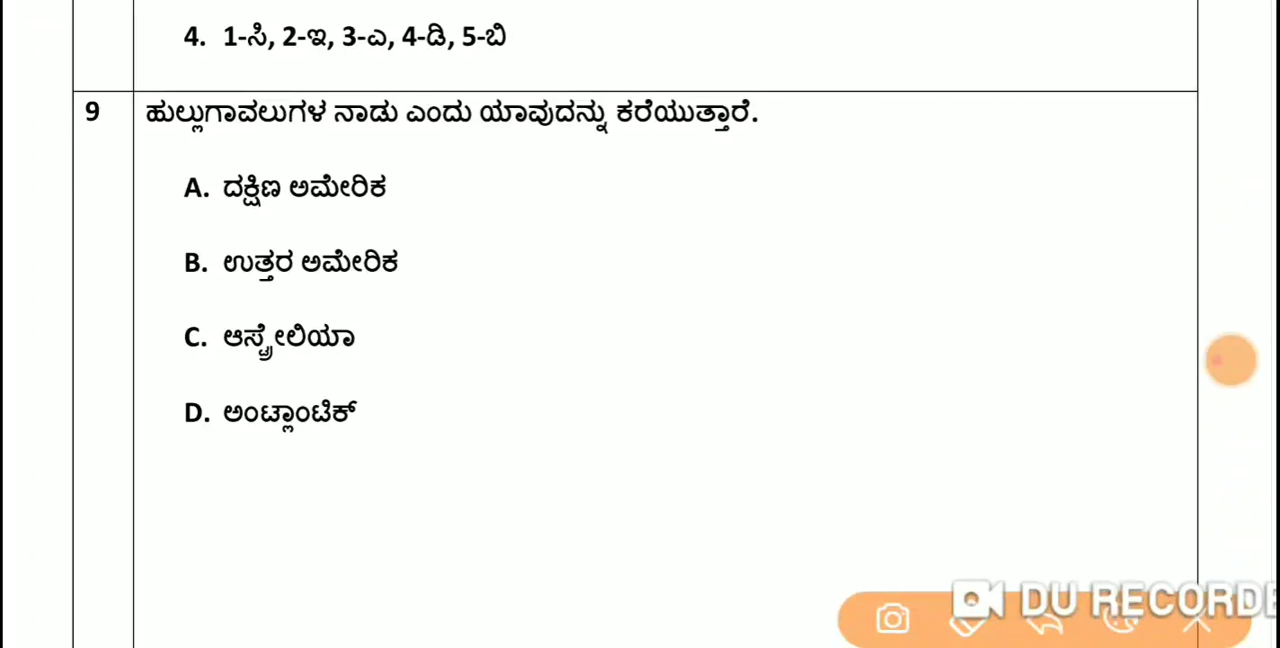 4. 1-ಸಿ, 2-ಇ, 3-ಎ, 4-ಡಿ, 5-ಬಿ
9 ಹುಲ್ಲುಗಾವಲುಗಳ ನಾಡು ಎಂದು ಯಾವುದನ್ನು ಕರೆಯುತ್ತಾರೆ.
A. ದಕ್ಷಿಣ ಅಮೇರಿಕ
B. ಉತ್ತರ ಅಮೇರಿಕ
C. ಆಸ್ಟ್ರೇಲಿಯಾ
D. ಅಂಟ್ಲಾಂಟಿಕ್
DU RECORDE